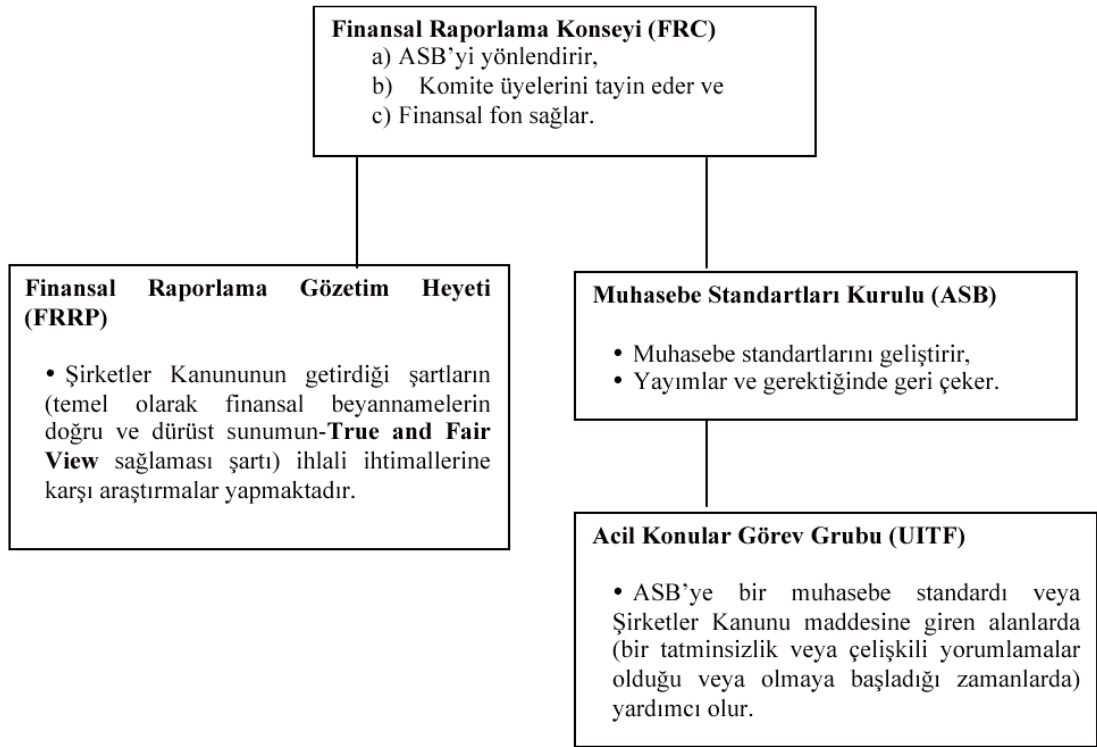 Finansal Raporlama Konseyi (FRC)
a) ASB’yi yönlendirir,
b) Komite üyelerini tayin eder ve
c) Finansal fon sağlar.
Finansal Raporlama Gözetim Heyeti
(FRRP)
• Şirketler Kanununun getirdiği şartların
(temel olarak finansal beyannamelerin
doğru ve dürüst sunumun-True and Fair
View sağlaması şartı) ihlali ihtimallerine
karşı araştırmalar yapmaktadır.
Muhasebe Standartları Kurulu (ASB)
• Muhasebe standartlarını geliştirir,
• Yayımlar ve gerektiğinde geri çeker.
Acil Konular Görev Grubu (UITF)
• ASB’ye bir muhasebe standardı veya
Şirketler Kanunu maddesine giren alanlarda
(bir tatminsizlik veya çelişkili yorumlamalar
olduğu veya olmaya başladığı zamanlarda)
yardımcı olur.